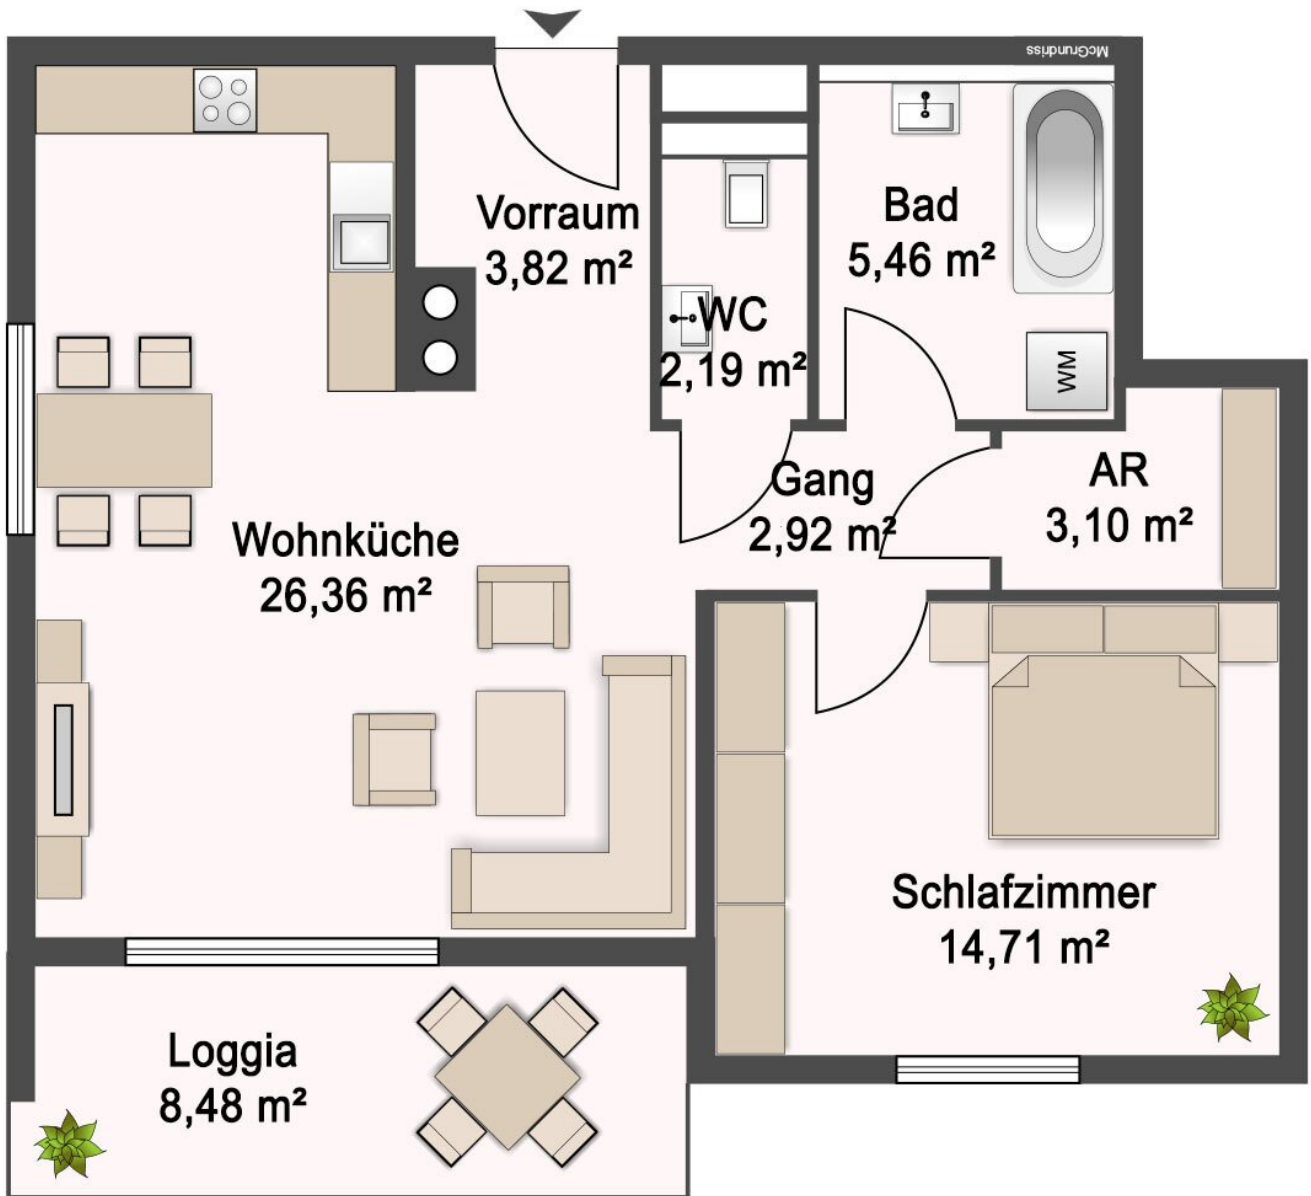 McGrundriss
Vorraum
3,82 m²
Bad
5,46 m²
WC
2,19 m²
WM
Gang
2,92 m²
AR
3,10 m²
Wohnküche
26,36 m²
Schlafzimmer
14,71 m²
Loggia
8,48 m²